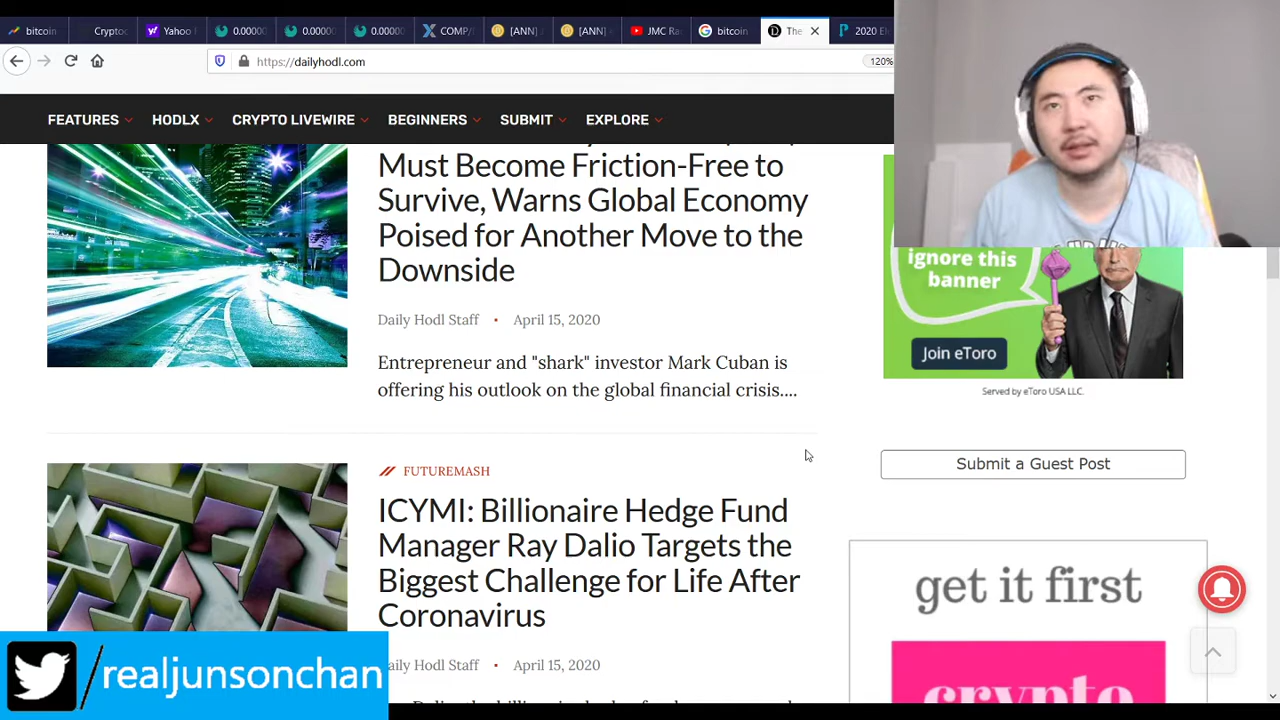 bitcoin
Cryptoc
Yahoo
0.0000
0.0000
0.0000
COMP/
[ANN]
[ANN]
JMC Ra
bitcoin
The
2020 El
https://dailyhodl.com
120%
FEATURES
HODLX
CRYPTO LIVEWIRE
BEGINNERS
SUBMIT
EXPLORE
Must Become Friction-Free to
Survive, Warns Global Economy
Poised for Another Move to the
Downside
Daily Hodl Staff • April 15, 2020
Entrepreneur and "shark" investor Mark Cuban is
offering his outlook on the global financial crisis....
FUTUREMASH
ICYMI: Billionaire Hedge Fund
Manager Ray Dalio Targets the
Biggest Challenge for Life After
Coronavirus
aily Hodl Staff • April 15, 2020
ignore this
banner
Join eToro
Served by eToro USA LLC.
Submit a Guest Post
get it first
crypto
/realjunsonchan